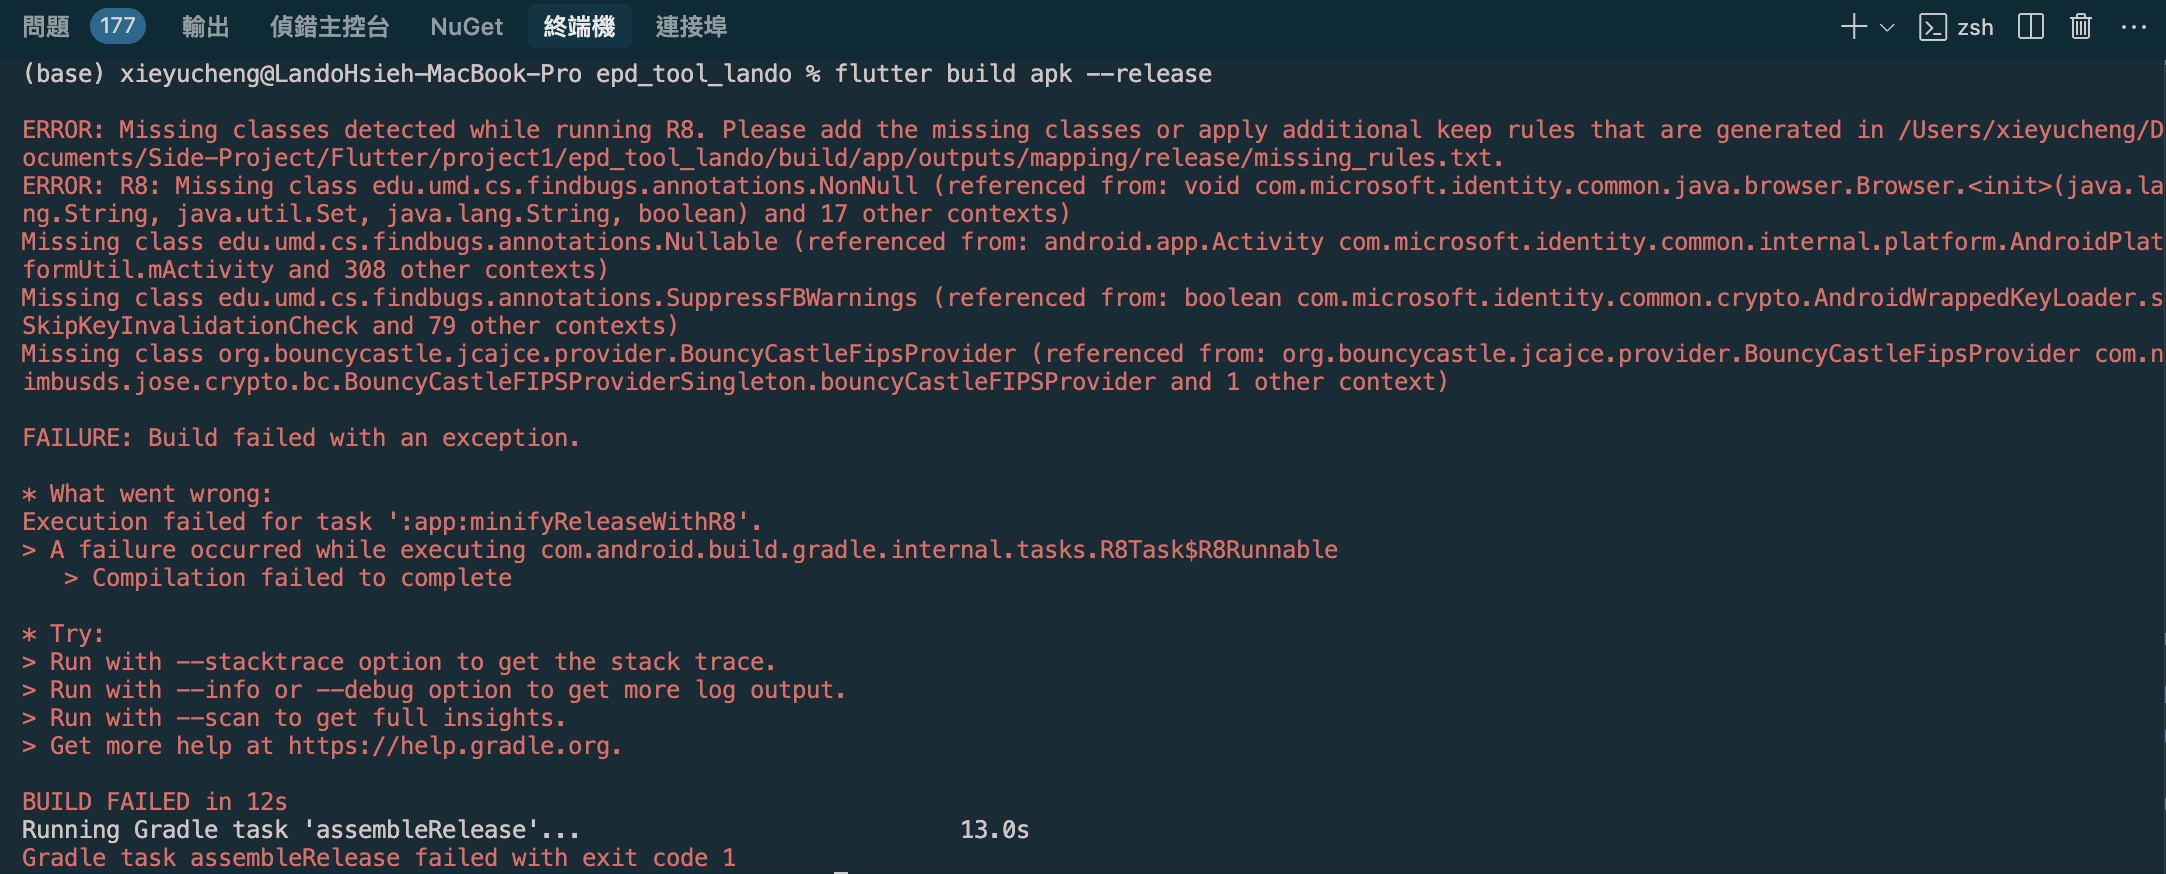 問題 177 輸出 偵錯主控台 NuGet 終端機 連接埠 zsh
(base) xieyucheng@LandoHsieh-MacBook-Pro epd_tool_lando % flutter build apk --release
ERROR: Missing classes detected while running R8. Please add the missing classes or apply additional keep rules that are generated in /Users/xieyucheng/D
ocuments/Side-Project/Flutter/project1/epd_tool_lando/build/app/outputs/mapping/release/missing_rules.txt.
ERROR: R8: Missing class edu.umd.cs.findbugs.annotations.NonNull (referenced from: void com.microsoft.identity.common.java.browser.Browser.<init>(java.la
ng.String, java.util.Set, java.lang.String, boolean) and 17 other contexts)
Missing class edu.umd.cs.findbugs.annotations.Nullable (referenced from: android.app.Activity com.microsoft.identity.common.internal.platform.AndroidPlat
formUtil.mActivity and 308 other contexts)
Missing class edu.umd.cs.findbugs.annotations.SuppressFBWarnings (referenced from: boolean com.microsoft.identity.common.crypto.AndroidWrappedKeyLoader.s
SkipKeyInvalidationCheck and 79 other contexts)
Missing class org.bouncycastle.jcajce.provider.BouncyCastleFipsProvider (referenced from: org.bouncycastle.jcajce.provider.BouncyCastleFipsProvider com.n
imbusds.jose.crypto.bc.BouncyCastleFIPSProviderSingleton.bouncyCastleFIPSProvider and 1 other context)
FAILURE: Build failed with an exception.
* What went wrong:
Execution failed for task ':app:minifyReleaseWithR8'.
> A failure occurred while executing com.android.build.gradle.internal.tasks.R8Task$R8Runnable
   > Compilation failed to complete
* Try:
> Run with --stacktrace option to get the stack trace.
> Run with --info or --debug option to get more log output.
> Run with --scan to get full insights.
> Get more help at https://help.gradle.org.
BUILD FAILED in 12s
Running Gradle task 'assembleRelease'... 13.0s
Gradle task assembleRelease failed with exit code 1